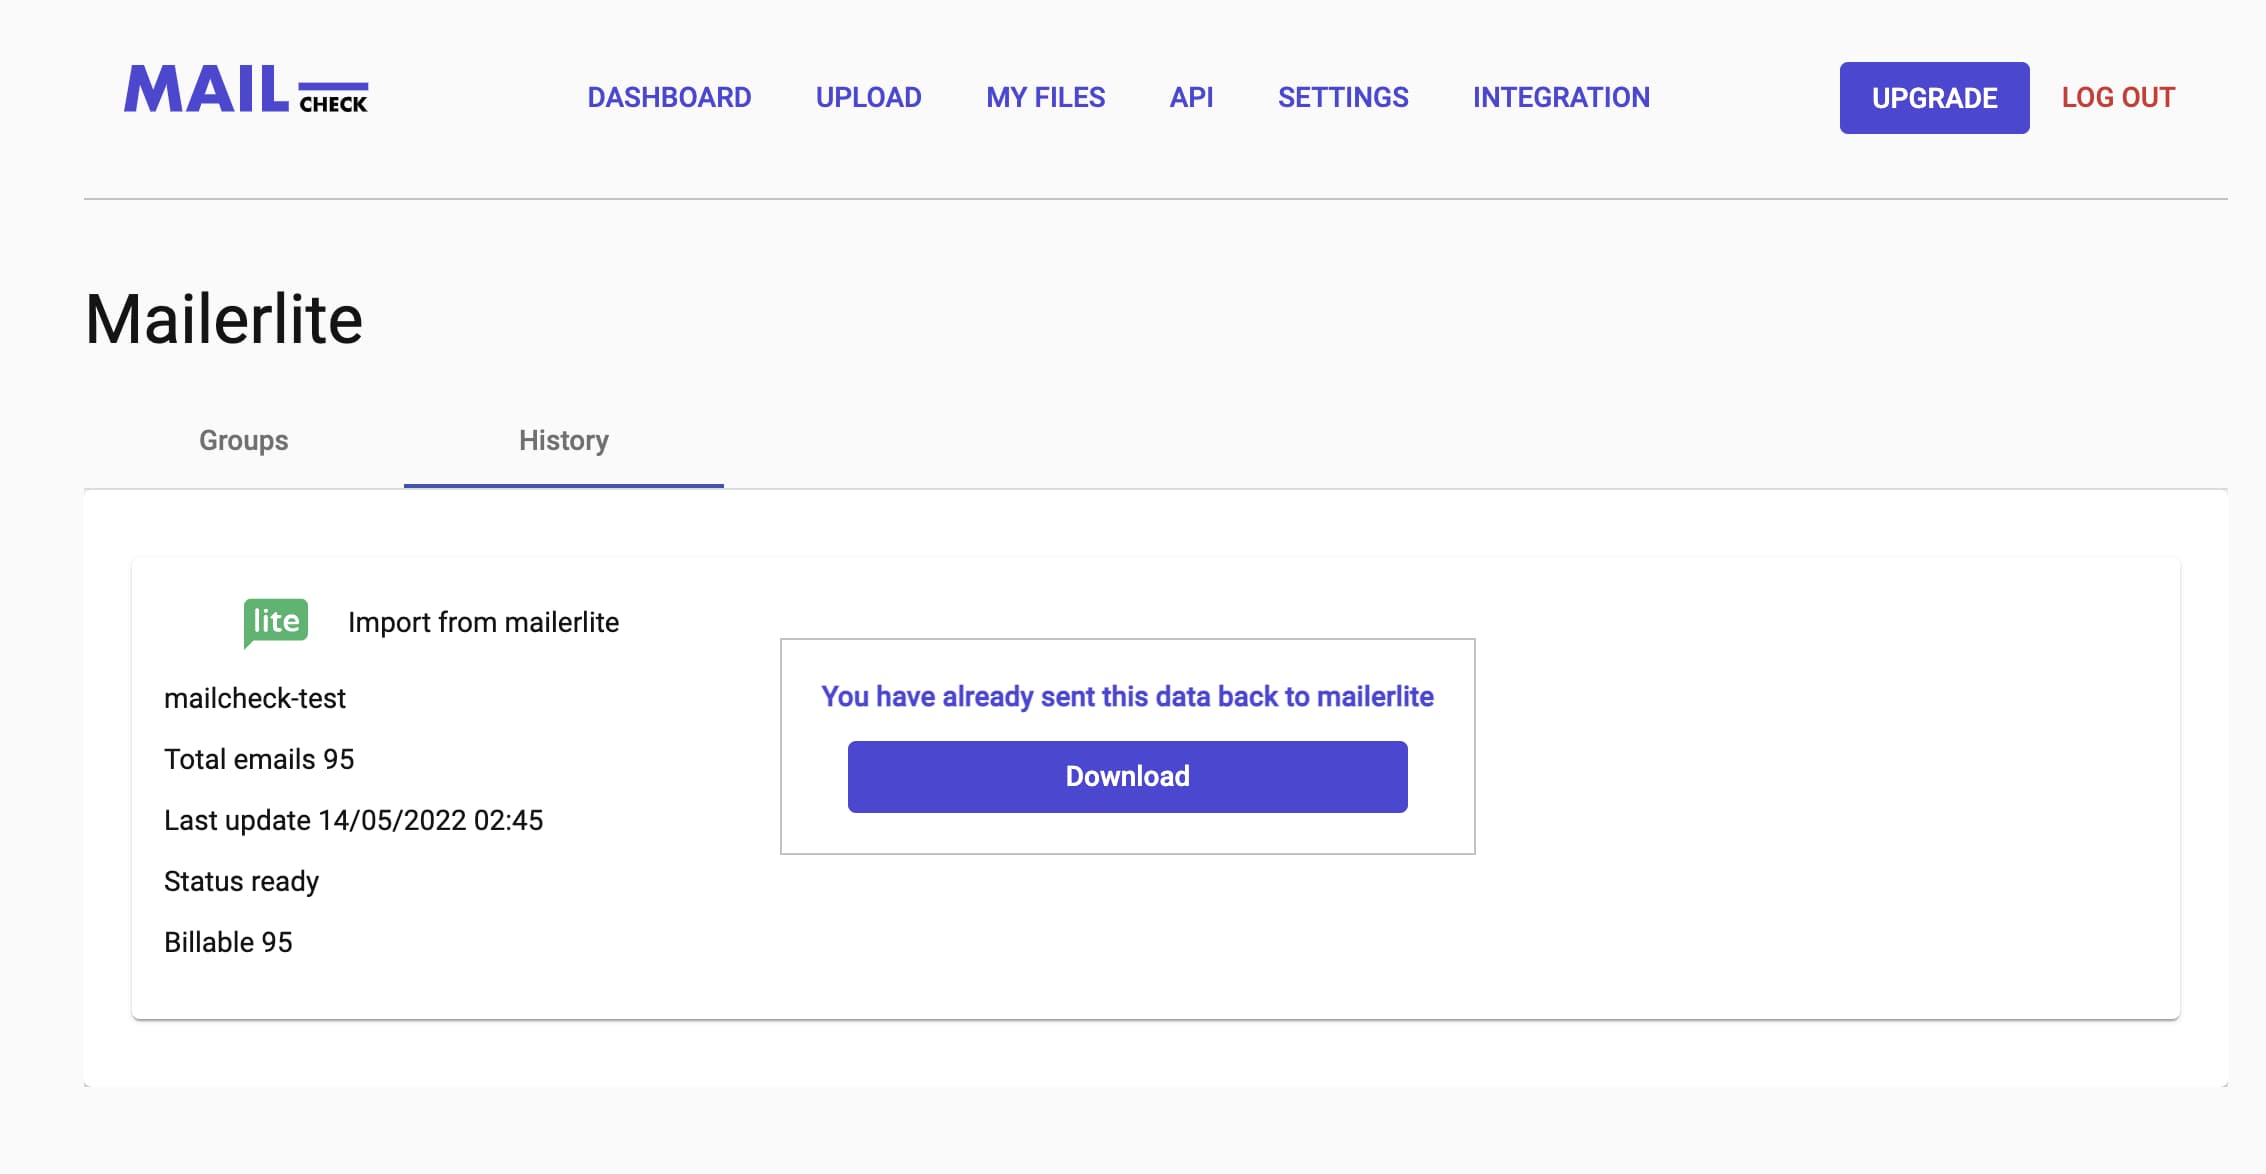 MAIL CHECK
DASHBOARD UPLOAD MY FILES API SETTINGS INTEGRATION UPGRADE LOG OUT
Mailerlite
Groups History
lite Import from mailerlite
mailcheck-test
Total emails 95
Last update 14/05/2022 02:45
Status ready
Billable 95
You have already sent this data back to mailerlite
Download